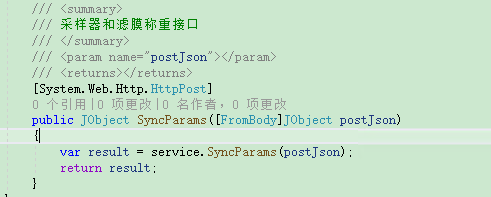 /// <summary>
/// 采样器和滤膜称重接口
/// </summary>
/// <param name="postJson"></param>
/// <returns></returns>
[System.Web.Http.HttpPost]
0 个引用|0 项更改|0 名作者，0 项更改
public JObject SyncParams([FromBody]JObject postJson)
{
var result = service.SyncParams(postJson);
return result;
}